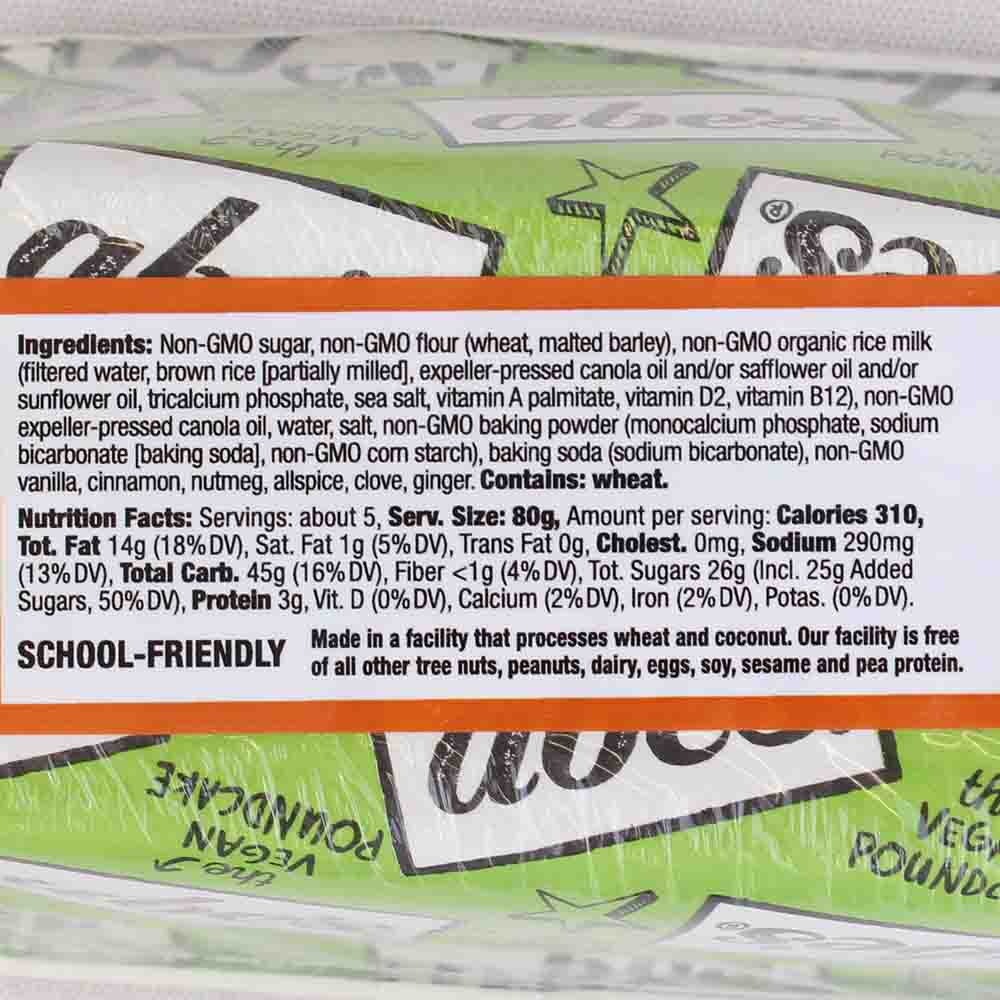 abe's
the
VEGAN
®
Ingredients: Non-GMO sugar, non-GMO flour (wheat, malted barley), non-GMO organic rice milk
(filtered water, brown rice [partially milled], expeller-pressed canola oil and/or safflower oil and/or
sunflower oil, tricalcium phosphate, sea salt, vitamin A palmitate, vitamin D2, vitamin B12), non-GMO
expeller-pressed canola oil, water, salt, non-GMO baking powder (monocalcium phosphate, sodium
bicarbonate [baking soda], non-GMO corn starch), baking soda (sodium bicarbonate), non-GMO
vanilla, cinnamon, nutmeg, allspice, clove, ginger. Contains: wheat.
Nutrition Facts: Servings: about 5, Serv. Size: 80g, Amount per serving: Calories 310,
Tot. Fat 14g (18% DV), Sat. Fat 1g (5% DV), Trans Fat 0g, Cholest. 0mg, Sodium 290mg
(13% DV), Total Carb. 45g (16% DV), Fiber <1g (4% DV), Tot. Sugars 26g (Incl. 25g Added
Sugars, 50% DV), Protein 3g, Vit. D (0% DV), Calcium (2% DV), Iron (2% DV), Potas. (0% DV).
SCHOOL-FRIENDLY Made in a facility that processes wheat and coconut. Our facility is free
of all other tree nuts, peanuts, dairy, eggs, soy, sesame and pea protein.
abe's
the
VEGAN
POUNDCAKE